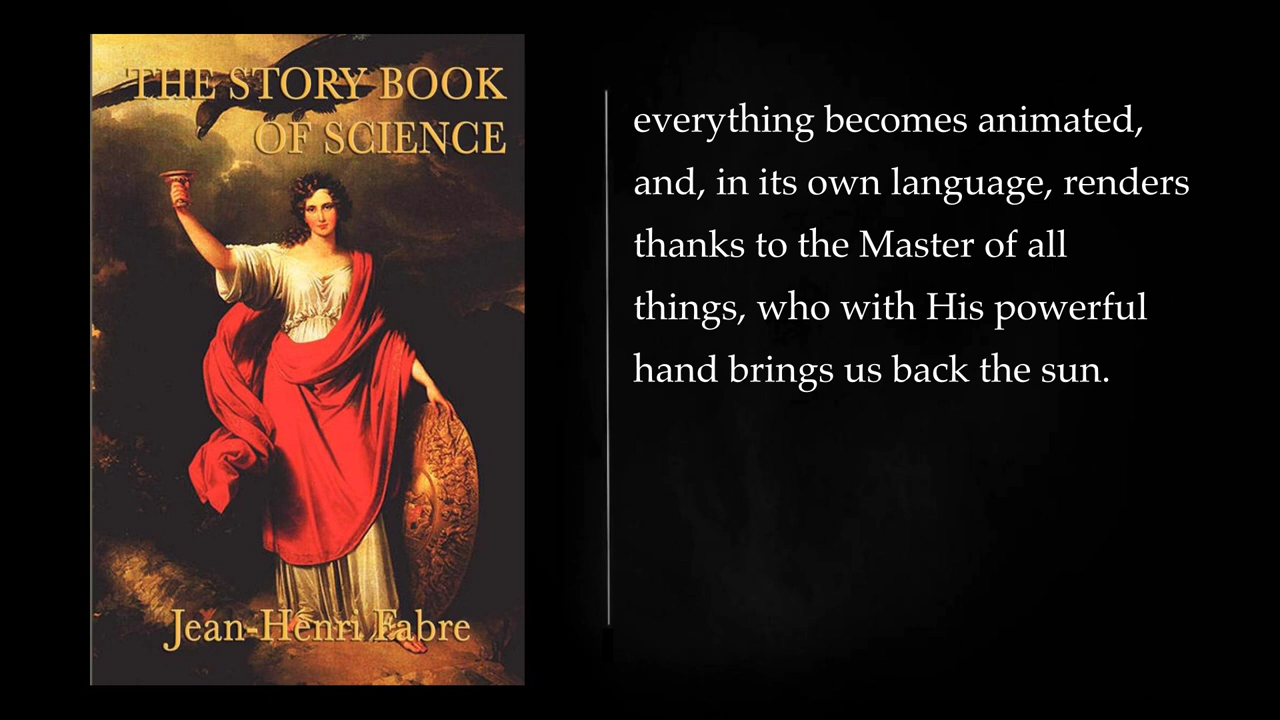 THE STORY BOOK
OF SCIENCE
Jean-Henri Fabre
everything becomes animated,
and, in its own language, renders
thanks to the Master of all
things, who with His powerful
hand brings us back the sun.